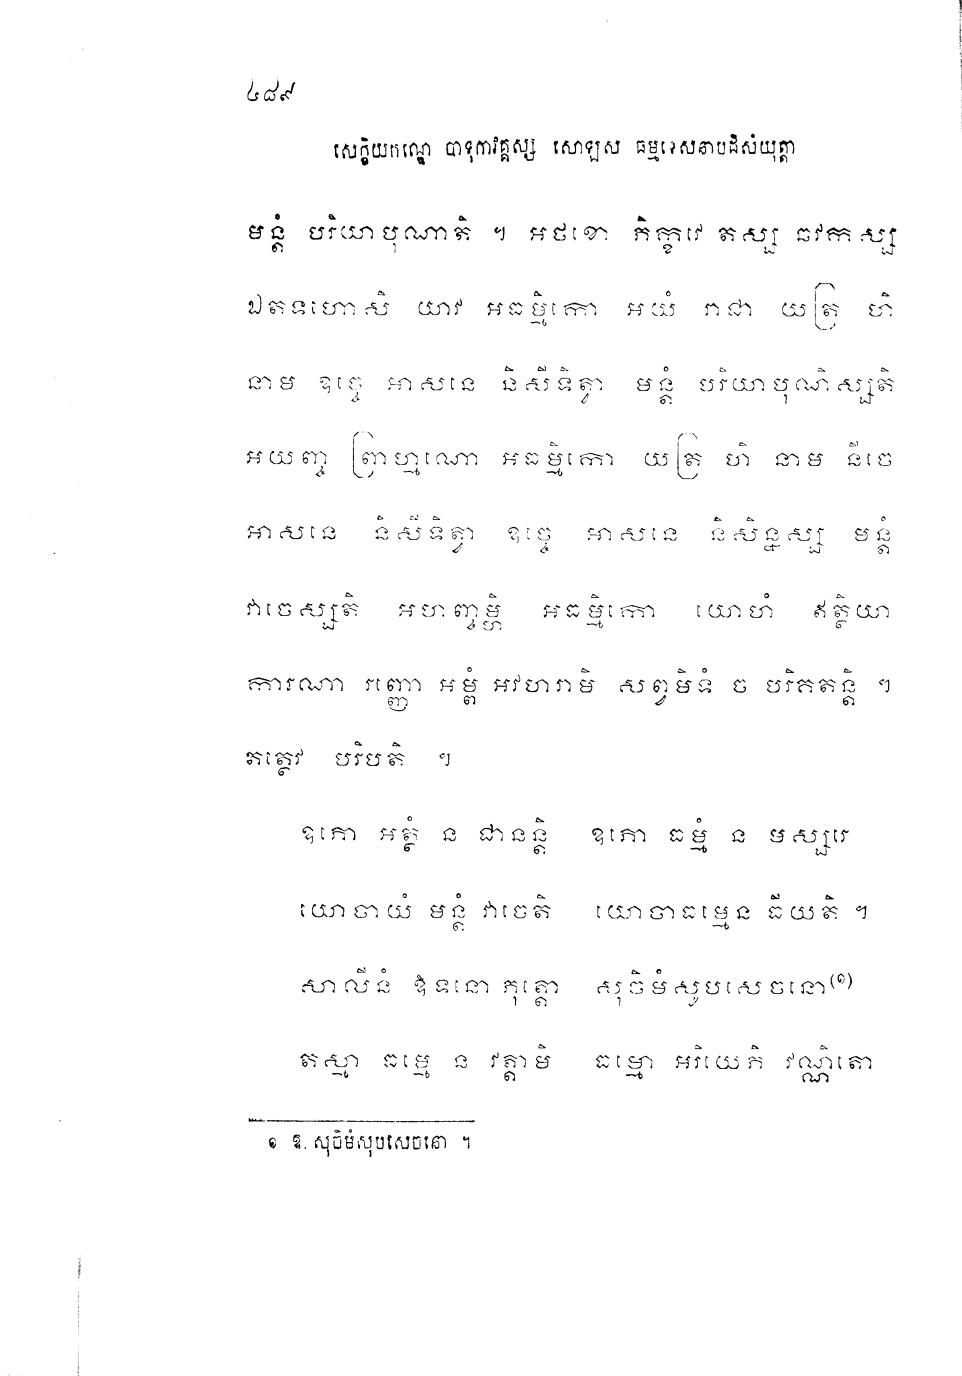 ៤៨៩
សេក្ខិយកណ្ឌេ បាទុកាវគ្គស្ស សោឡស ធម្មទេសនាបដិសំយុត្តា
មន្តំ បរិយាបុណាតិ ។ អថខោ ភិក្ខវេ តស្ស ឆវកស្ស
ឯតទហោសិ យាវ អធម្មិកោ អយំ រាជា យត្រ ហិ
នាម ឧច្ចេ អាសនេ និសីទិត្វា មន្តំ បរិយាបុណិស្សតិ
អយញ្ច ព្រាហ្មណោ អធម្មិកោ យត្រ ហិ នាម នីចេ
អាសនេ និសីទិត្វា ឧច្ចេ អាសនេ និសិន្នស្ស មន្តំ
វាចេស្សតិ អហញ្ចម្ហិ អធម្មិកោ យោហំ ឥត្ថិយា
ការណា រញ្ញោ អម្ពំ អវហរាមិ សព្វមិទំ ច បរិគតន្តិ ។
តត្ថេវ បរិបតិ ។
ឧភោ អត្ថំ ន ជានន្តិ ឧភោ ធម្មំ ន បស្សរេ
យោចាយំ មន្តំ វាចេតិ យោចាធម្មេន ធីយតិ ។
សាលីនំ ឱទនោ ភុត្តោ សុចិមំសូបសេចនោ(១)
តស្មា ធម្មេ ន វត្តាមិ ធម្មោ អរិយេភិ វណ្ណិតោ
១ ឱ. សុចិមំសុបសេចនោ ។